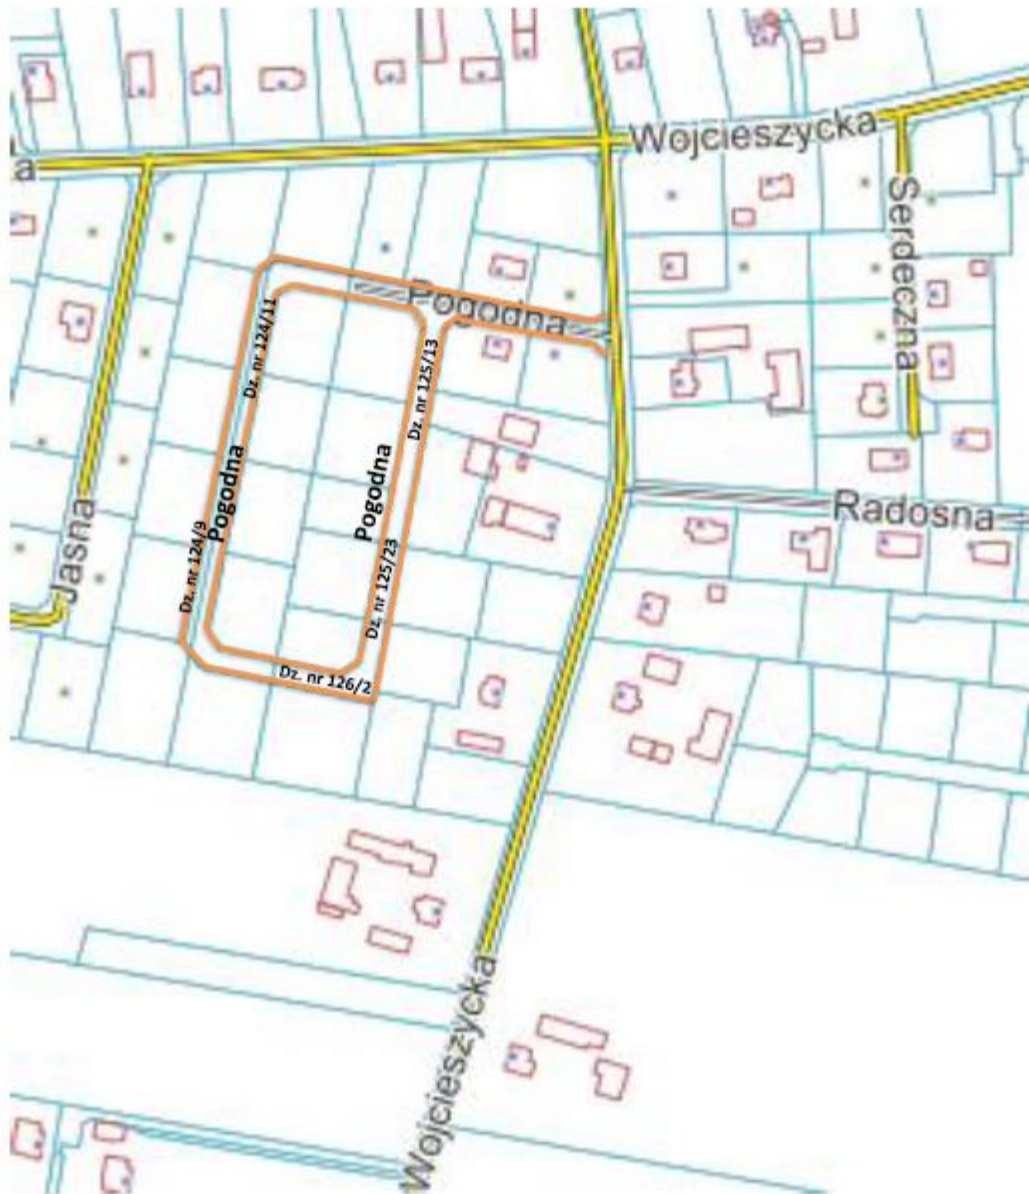 Wojcieszycka
a
Serdeczna
Pogodna
Dz. nr 124/11
Dz. nr 125/13
Pogodna
Pogodna
Radosna
Jasna
Dz. nr 124/9
Dz. nr 125/23
Dz. nr 126/2
Wojcieszycka